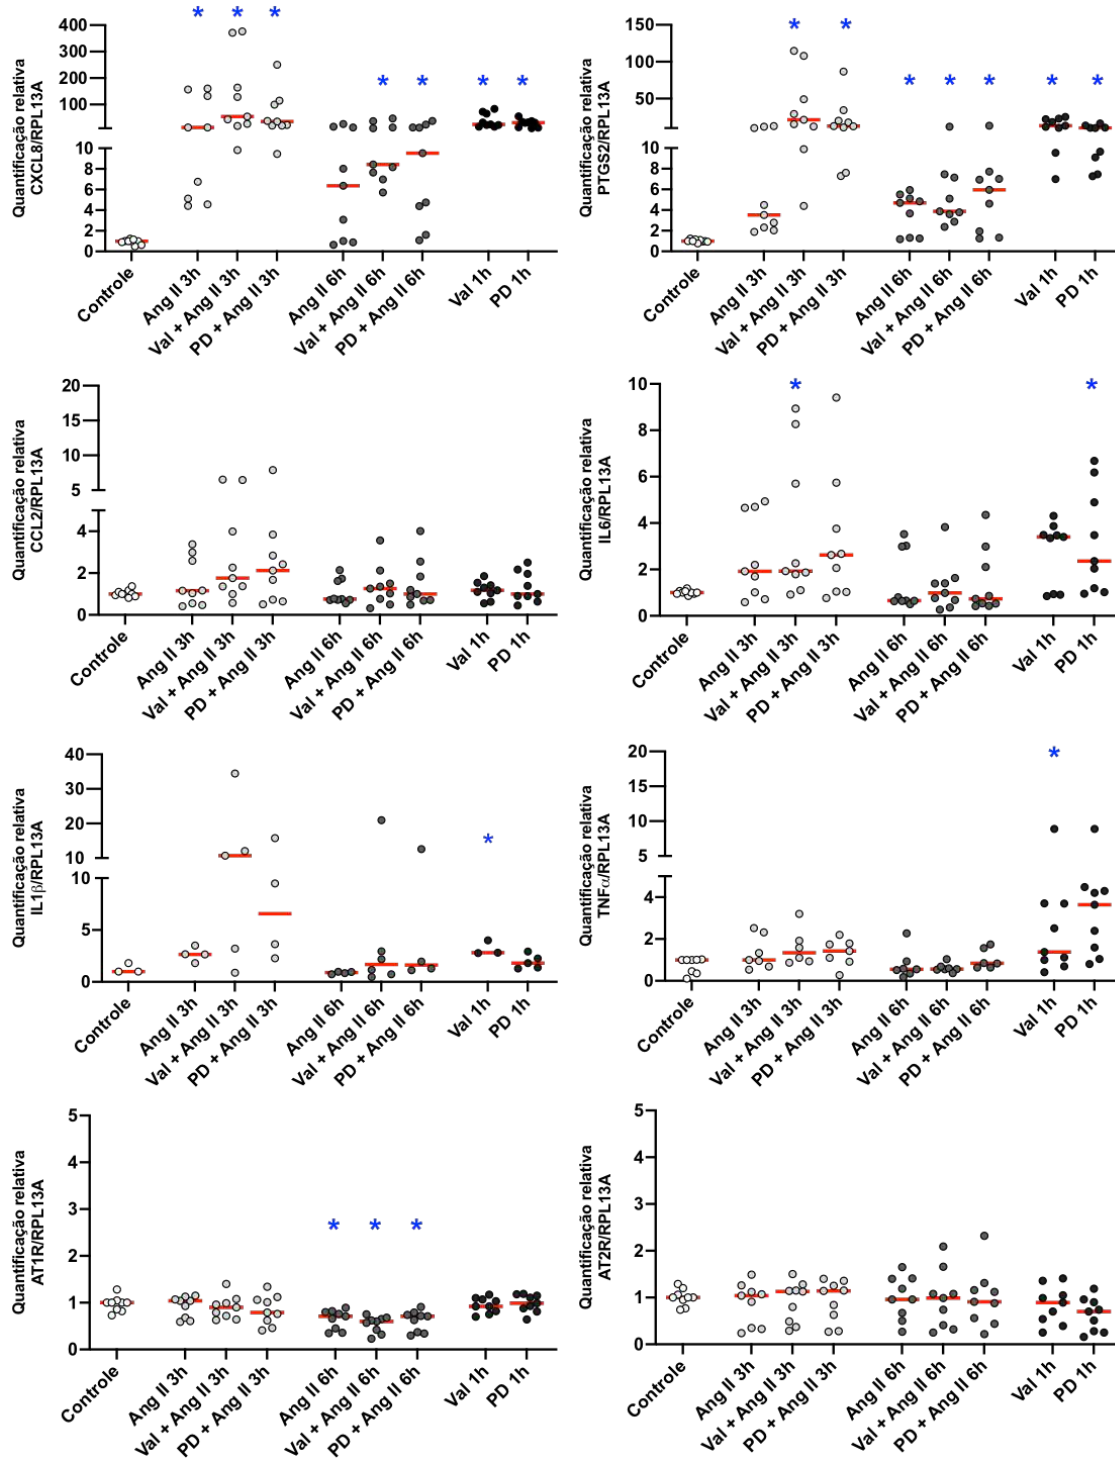 Quantificação relativa
CXCL8/RPL13A
400
300
200
100
10
8
6
4
2
0
* * * * * * *
Controle
Ang II 3h
Val + Ang II 3h
PD + Ang II 3h
Ang II 6h
Val + Ang II 6h
PD + Ang II 6h
Val 1h
PD 1h
Quantificação relativa
PTGS2/RPL13A
150
100
50
10
8
6
4
2
0
* * * * * * *
Controle
Ang II 3h
Val + Ang II 3h
PD + Ang II 3h
Ang II 6h
Val + Ang II 6h
PD + Ang II 6h
Val 1h
PD 1h
Quantificação relativa
CCL2/RPL13A
20
15
10
5
4
2
0
Controle
Ang II 3h
Val + Ang II 3h
PD + Ang II 3h
Ang II 6h
Val + Ang II 6h
PD + Ang II 6h
Val 1h
PD 1h
Quantificação relativa
IL6/RPL13A
10
8
6
4
2
0
* *
Controle
Ang II 3h
Val + Ang II 3h
PD + Ang II 3h
Ang II 6h
Val + Ang II 6h
PD + Ang II 6h
Val 1h
PD 1h
Quantificação relativa
IL1β/RPL13A
40
30
20
10
10
5
0
*
Controle
Ang II 3h
Val + Ang II 3h
PD + Ang II 3h
Ang II 6h
Val + Ang II 6h
PD + Ang II 6h
Val 1h
PD 1h
Quantificação relativa
TNFα/RPL13A
20
15
10
5
4
2
0
*
Controle
Ang II 3h
Val + Ang II 3h
PD + Ang II 3h
Ang II 6h
Val + Ang II 6h
PD + Ang II 6h
Val 1h
PD 1h
Quantificação relativa
AT1R/RPL13A
5
4
3
2
1
0
* * *
Controle
Ang II 3h
Val + Ang II 3h
PD + Ang II 3h
Ang II 6h
Val + Ang II 6h
PD + Ang II 6h
Val 1h
PD 1h
Quantificação relativa
AT2R/RPL13A
5
4
3
2
1
0
Controle
Ang II 3h
Val + Ang II 3h
PD + Ang II 3h
Ang II 6h
Val + Ang II 6h
PD + Ang II 6h
Val 1h
PD 1h